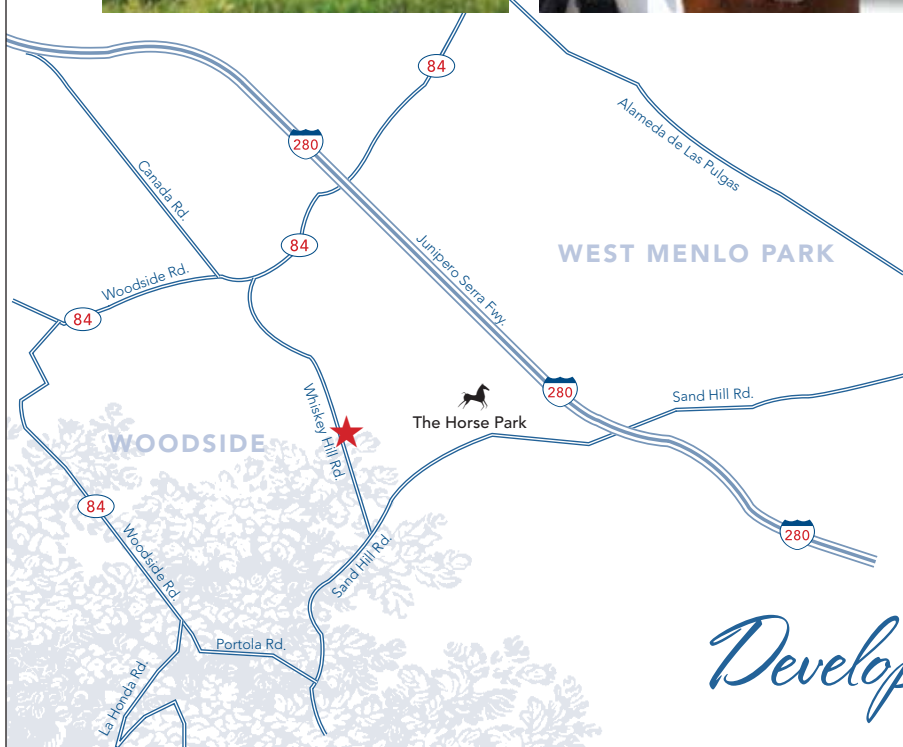 84
280
Alameda de Las Pulgas
Canada Rd.
84
Junipero Serra Fwy.
WEST MENLO PARK
Woodside Rd.
84
280
Sand Hill Rd.
The Horse Park
Whiskey Hill Rd.
WOODSIDE
84
Woodside Rd.
280
Sand Hill Rd.
Portola Rd.
La Honda Rd.
Develop